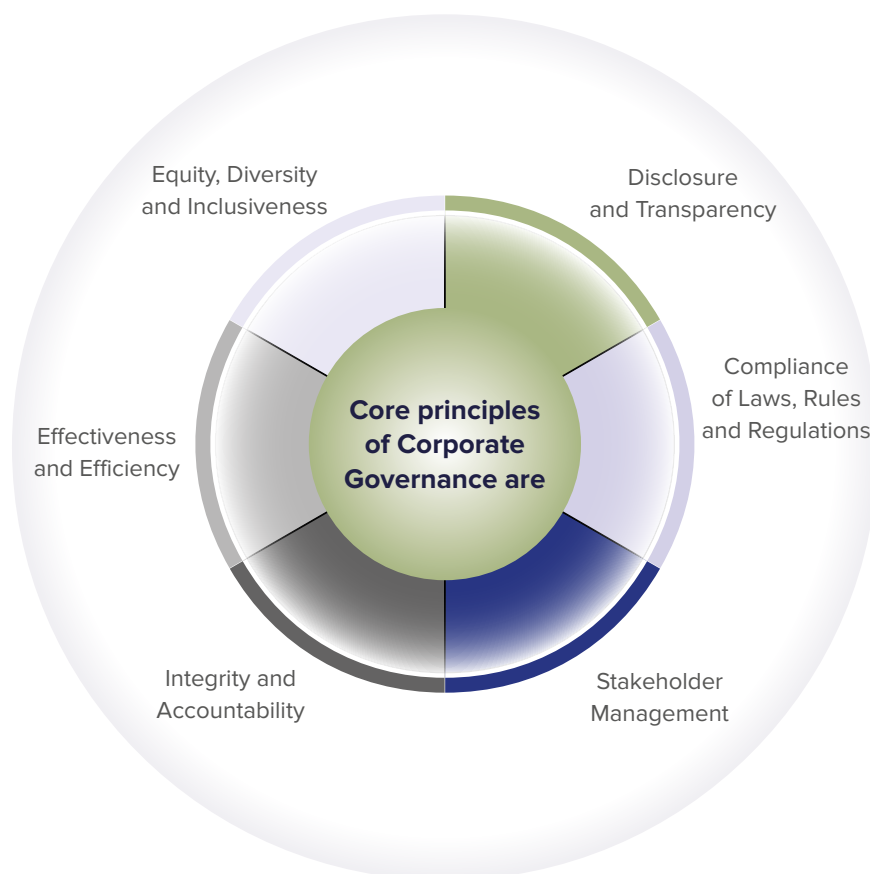 Core principles
of Corporate
Governance are
Disclosure
and Transparency
Compliance
of Laws, Rules
and Regulations
Stakeholder
Management
Integrity and
Accountability
Effectiveness
and Efficiency
Equity, Diversity
and Inclusiveness